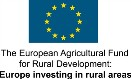 The European Agricultural Fund
for Rural Development:
Europe investing in rural areas